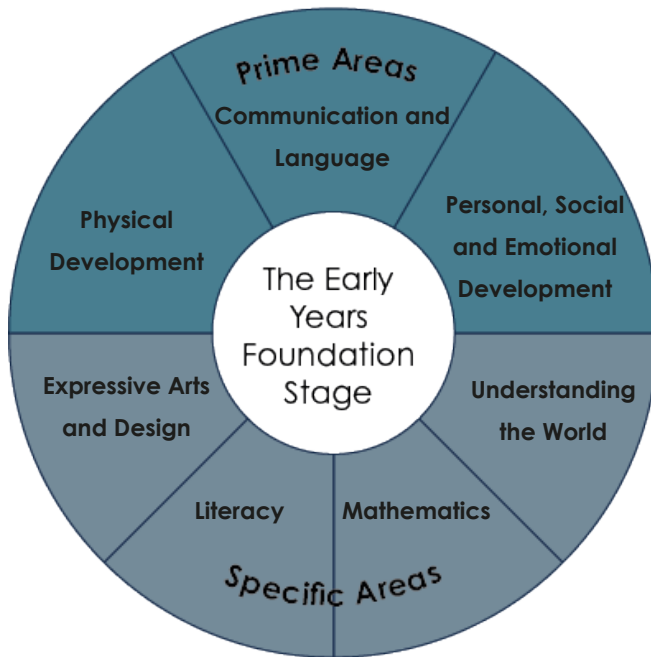 Prime Areas
Communication and
Language
Physical
Development
Personal, Social
and Emotional
Development
The Early
Years
Foundation
Stage
Expressive Arts
and Design
Understanding
the World
Literacy
Mathematics
Specific Areas